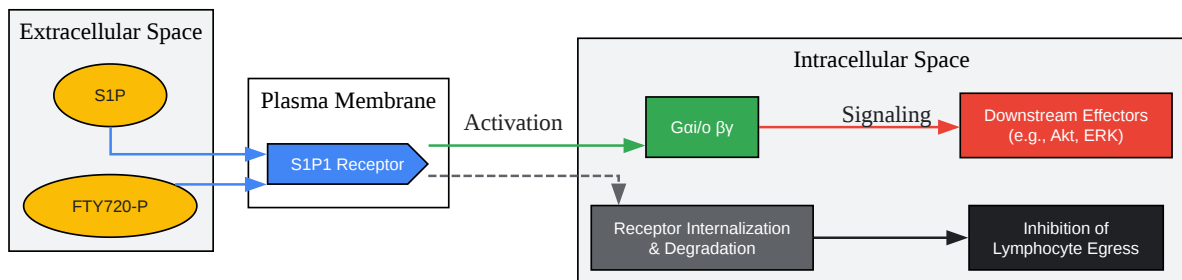 Extracellular Space
S1P
FTY720-P
Plasma Membrane
S1P1 Receptor
Activation
Intracellular Space
Gαi/o βγ
Signaling
Downstream Effectors
(e.g., Akt, ERK)
Receptor Internalization
& Degradation
Inhibition of
Lymphocyte Egress